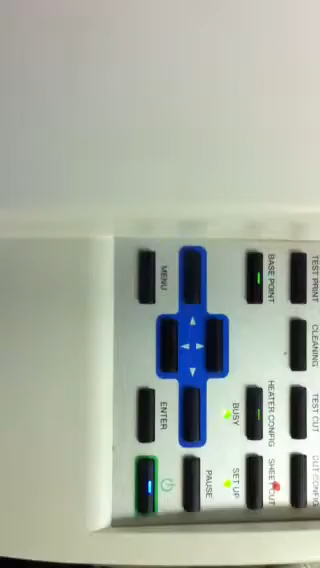 TEST PRINT
CLEANING
TEST CUT
CUT CONFIG
BASE POINT
HEATER CONFIG
SHEET CUT
BUSY
SET UP
PAUSE
MENU
ENTER